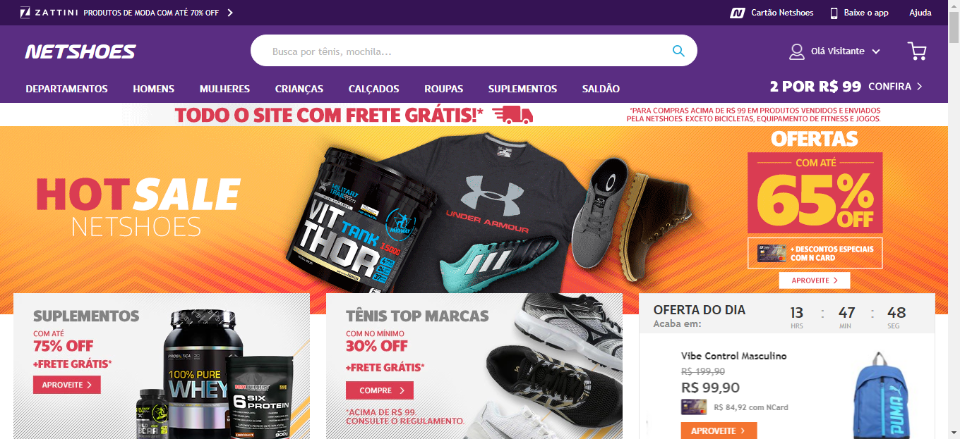 ZATTINI PRODUTOS DE MODA COM ATÉ 70% OFF
Cartão Netshoes
Baixe o app
Ajuda
NETSHOES
Busca por tênis, mochila...
Olá Visitante
DEPARTAMENTOS HOMENS MULHERES CRIANÇAS CALÇADOS ROUPAS SUPLEMENTOS SALDÃO
2 POR R$ 99 CONFIRA
TODO O SITE COM FRETE GRÁTIS!*
*PARA COMPRAS ACIMA DE R$ 99 EM PRODUTOS VENDIDOS E ENVIADOS
PELA NETSHOES. EXCETO BICICLETAS, EQUIPAMENTO DE FITNESS E JOGOS.
HOT SALE
NETSHOES
MILITARY
TRAIL
VIT
TANK
THOR
UNDER ARMOUR
OFERTAS
COM ATÉ
65%
OFF
+ DESCONTOS ESPECIAIS
COM N CARD
APROVEITE
SUPLEMENTOS
COM ATÉ
75% OFF
+FRETE GRÁTIS*
APROVEITE
100% PURE
WHEY
6 SIX
PROTEIN
TÊNIS TOP MARCAS
COM NO MÍNIMO
30% OFF
+FRETE GRÁTIS*
COMPRE
*ACIMA DE R$ 99.
CONSULTE O REGULAMENTO.
OFERTA DO DIA
Acaba em:
13 : 47 : 48
HRS MIN SEG
Vibe Control Masculino
R$ 199,90
R$ 99,90
R$ 84,92 com NCard
APROVEITE
PUMA